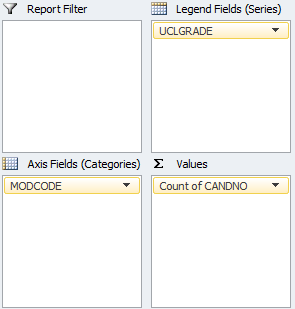 Report Filter
Legend Fields (Series)
UCLGRADE
Axis Fields (Categories)
Σ Values
MODCODE
Count of CANDNO